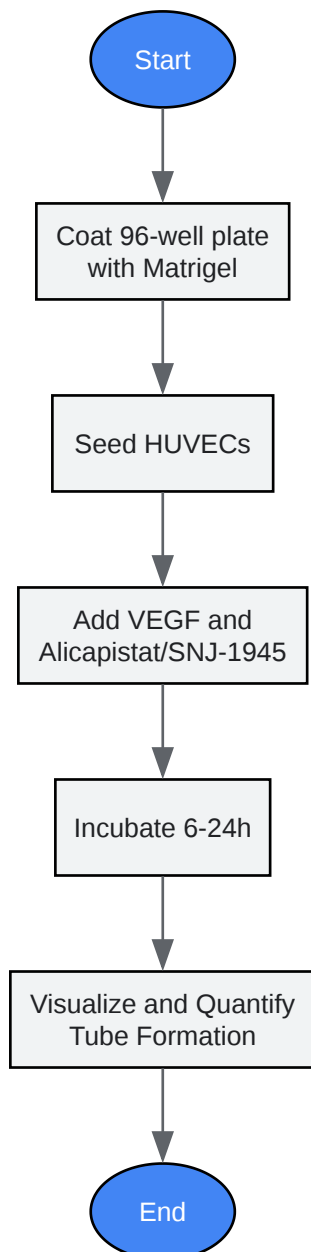 Start
Coat 96-well plate
with Matrigel
Seed HUVECs
Add VEGF and
Alicapistat/SNJ-1945
Incubate 6-24h
Visualize and Quantify
Tube Formation
End